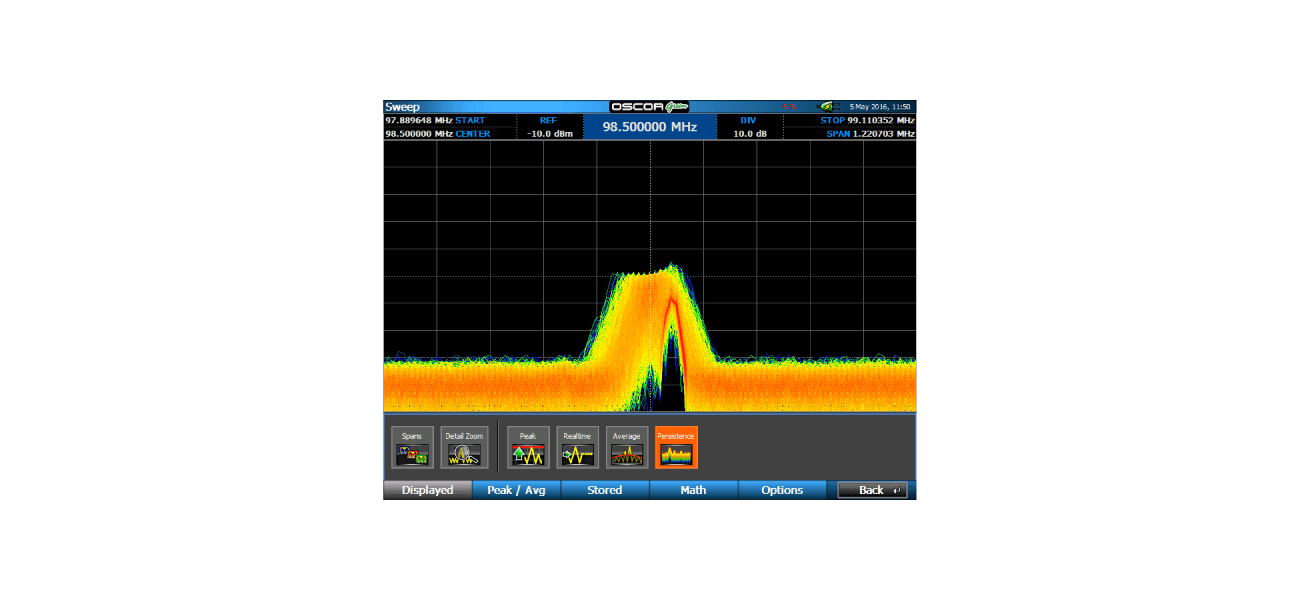 Sweep OSCOR Green 5 May 2016, 11:50
97.889648 MHz START REF 98.500000 MHz DIV STOP 99.110352 MHz
98.500000 MHz CENTER -10.0 dBm 10.0 dB SPAN 1.220703 MHz
Spans Detail Zoom Peak Realtime Average Persistence
Displayed Peak / Avg Stored Math Options Back